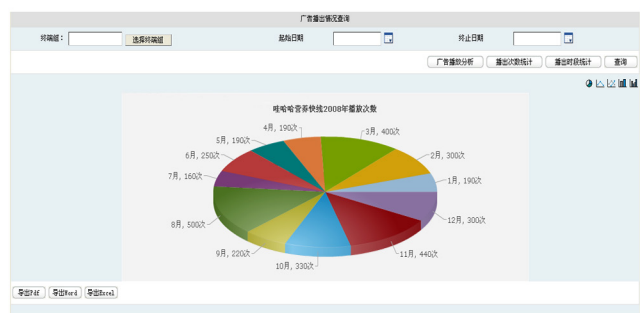 广告播出情况查询
终端组： 选择终端组 起始日期 终止日期
广告播放分析 播出次数统计 播出时段统计 查询
哇哈哈营养快线2008年播放次数
4月, 190次 3月, 400次
5月, 190次 2月, 300次
6月, 250次
7月, 160次 1月, 190次
8月, 500次 12月, 300次
9月, 220次 11月, 440次
10月, 330次
导出Pdf 导出Word 导出Excel